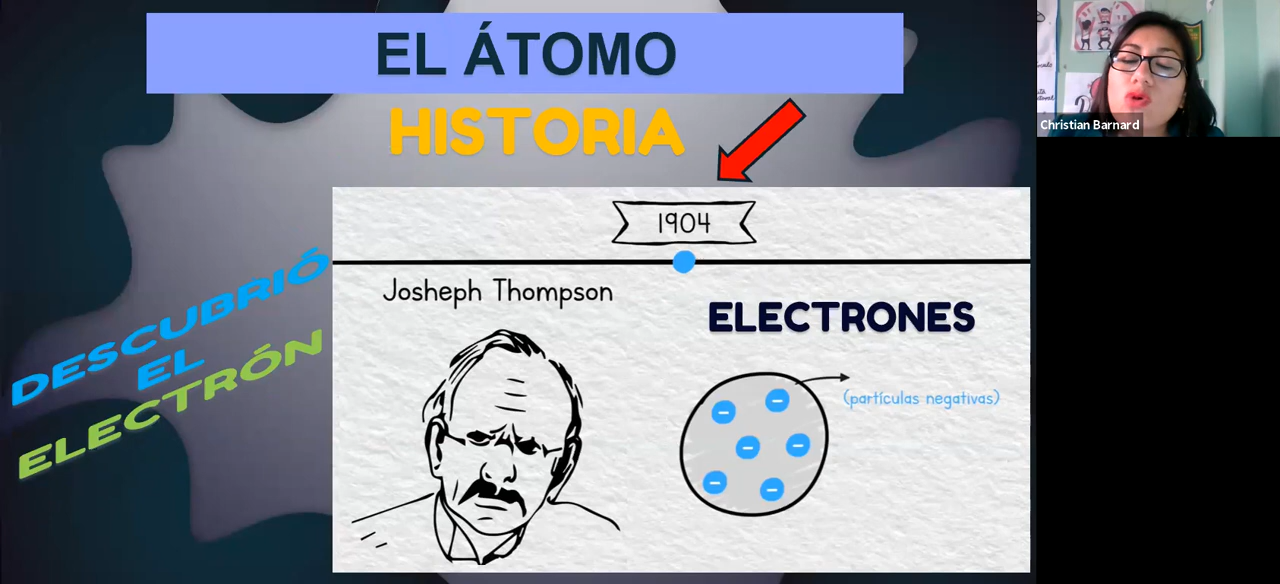 EL ÁTOMO
HISTORIA
1904
Josheph Thompson
ELECTRONES
(partículas negativas)
DESCUBRIÓ
EL
ELECTRÓN
Christian Barnard